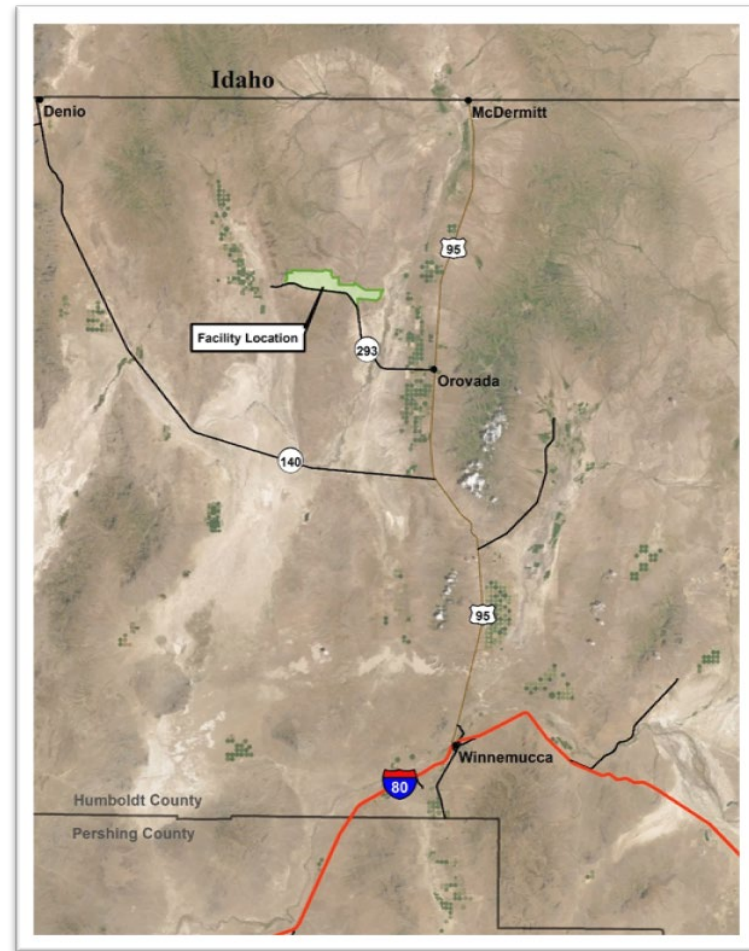 Idaho
Denio
McDermitt
95
Facility Location
293
Orovada
140
95
Winnemucca
80
Humboldt County
Pershing County